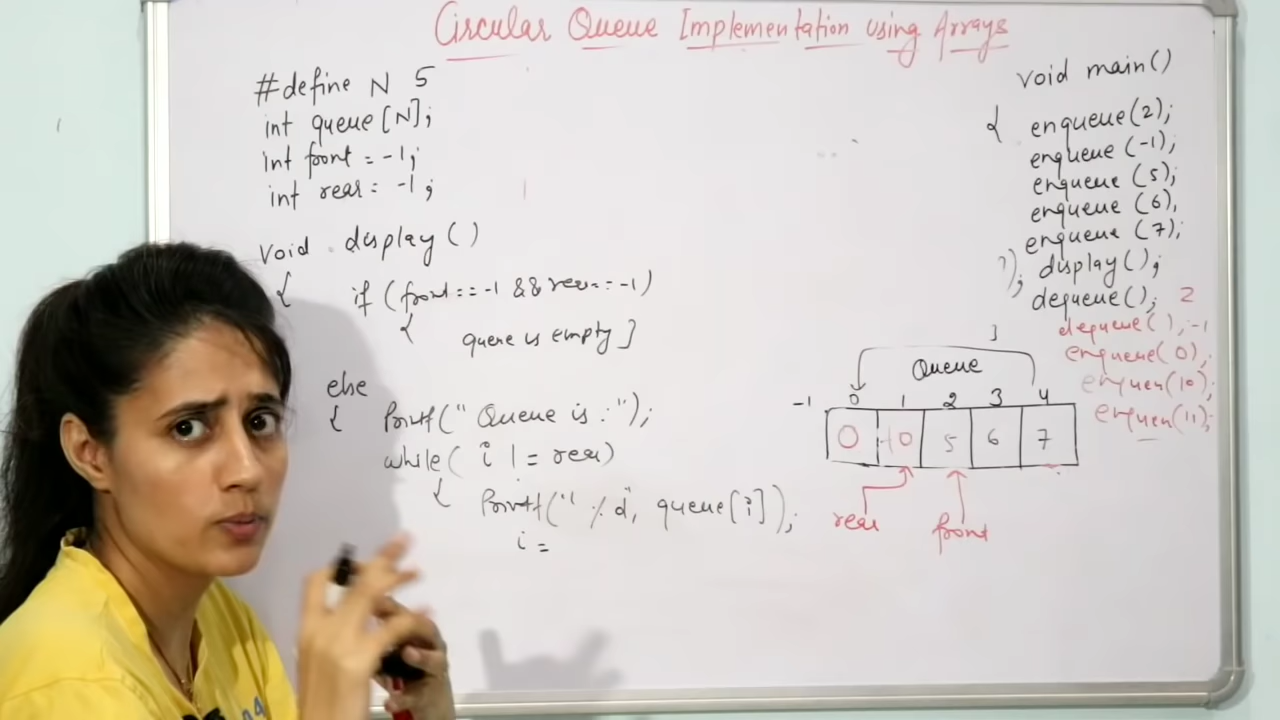 Circular Queue Implementation using Arrays
#define N 5
int queue[N];
int front = -1;
int rear = -1;
void display()
{ if (front == -1 && rear == -1)
{ queue is empty }
else
{ Printf(" Queue is :");
while( i != rear)
{ Printf(" %d", queue[i]);
i =
void main()
{ enqueue(2);
enqueue(-1);
enqueue(5);
enqueue(6),
enqueue(7);
display();
dequeue(); 2
dequeue(), -1
enqueue(0),
enquen(10);
enquen(11);
Queue
-1 0 1 2 3 4
0 10 5 6 7
rear front
04